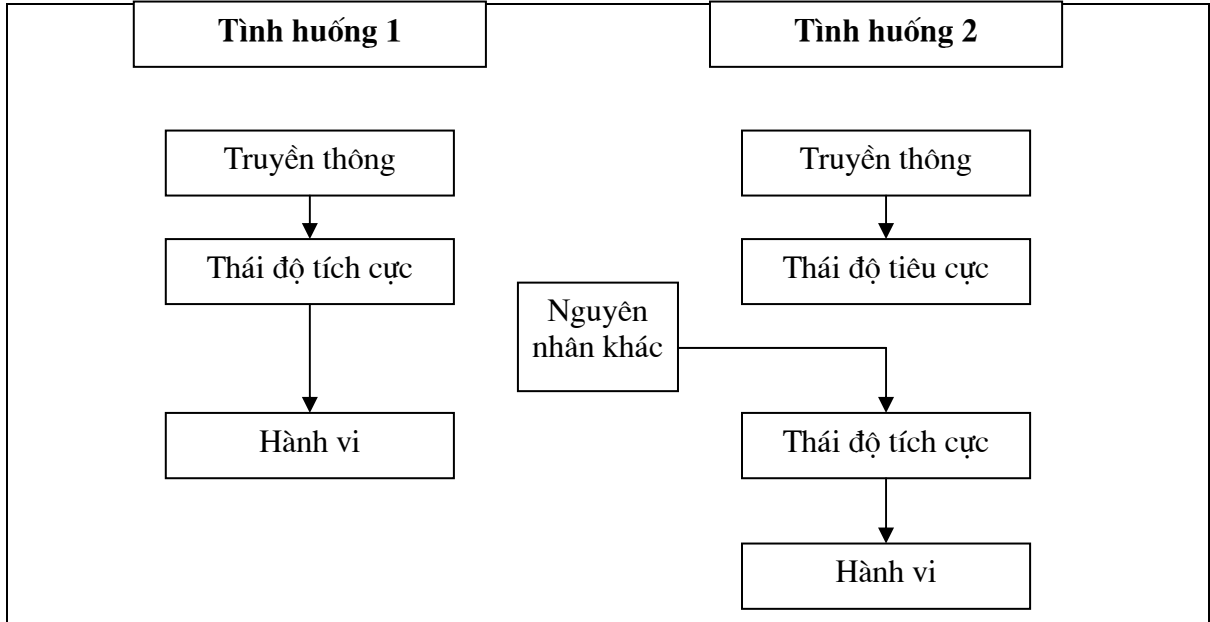 Tình huống 1
Tình huống 2
Truyền thông
Truyền thông
Thái độ tích cực
Thái độ tiêu cực
Nguyên
nhân khác
Hành vi
Thái độ tích cực
Hành vi